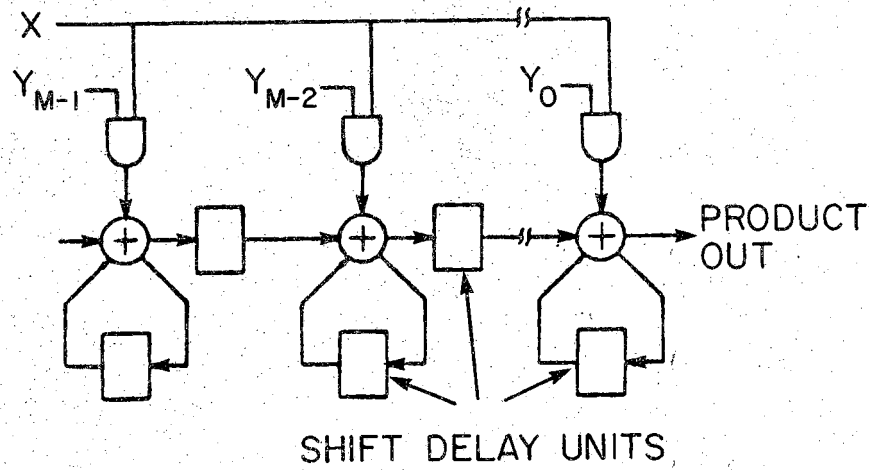 X
Y_{M-1}
Y_{M-2}
Y_0
+
+
+
PRODUCT
OUT
SHIFT DELAY UNITS